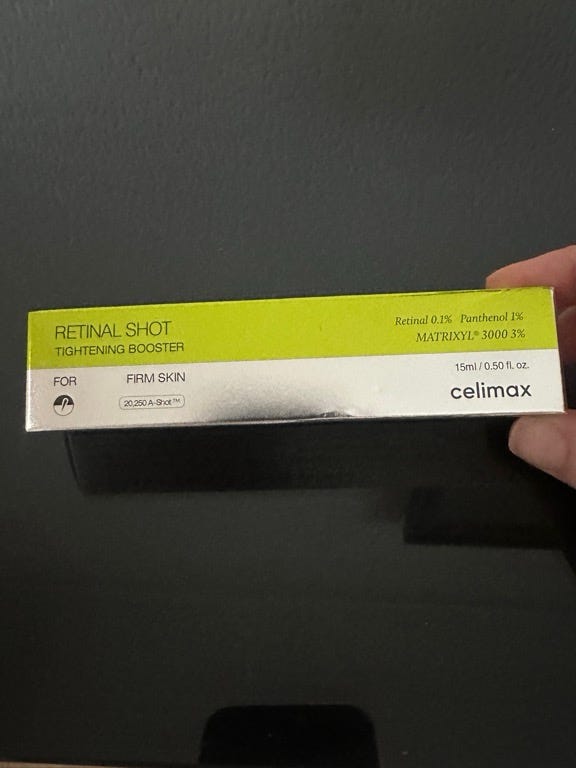 RETINAL SHOT
TIGHTENING BOOSTER
Retinal 0.1% Panthenol 1%
MATRIXYL® 3000 3%
FOR FIRM SKIN
20,250 A-Shot™
15ml / 0.50 fl. oz.
celimax